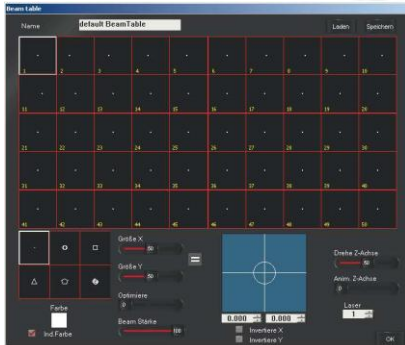 Beam table
Name default BeamTable Laden Speichern
1 2 3 4 5 6 7 8 9 10
11 12 13 14 15 16 17 18 19 20
21 22 23 24 25 26 27 28 29 30
31 32 33 34 35 36 37 38 39 40
41 42 43 44 45 46 47 48 49 50
Größe X
50
Größe Y
50
Optimiere
0
Beam Stärke
100
Farbe
Ind.Farbe
0.000 0.000
Invertiere X
Invertiere Y
Drehe Z-Achse
50
Anim. Z-Achse
0
Laser
1
OK